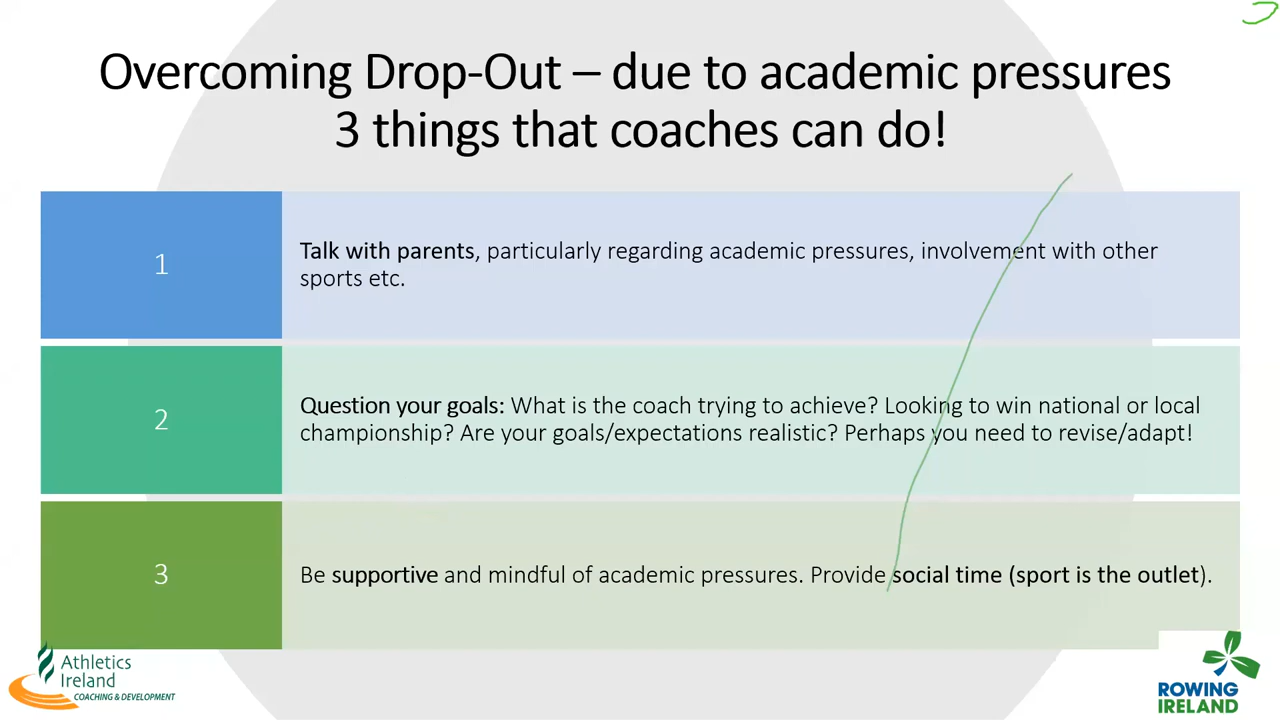 Overcoming Drop-Out – due to academic pressures
3 things that coaches can do!
1
Talk with parents, particularly regarding academic pressures, involvement with other
sports etc.
2
Question your goals: What is the coach trying to achieve? Looking to win national or local
championship? Are your goals/expectations realistic? Perhaps you need to revise/adapt!
3
Be supportive and mindful of academic pressures. Provide social time (sport is the outlet).
Athletics
Ireland
COACHING & DEVELOPMENT
ROWING
IRELAND